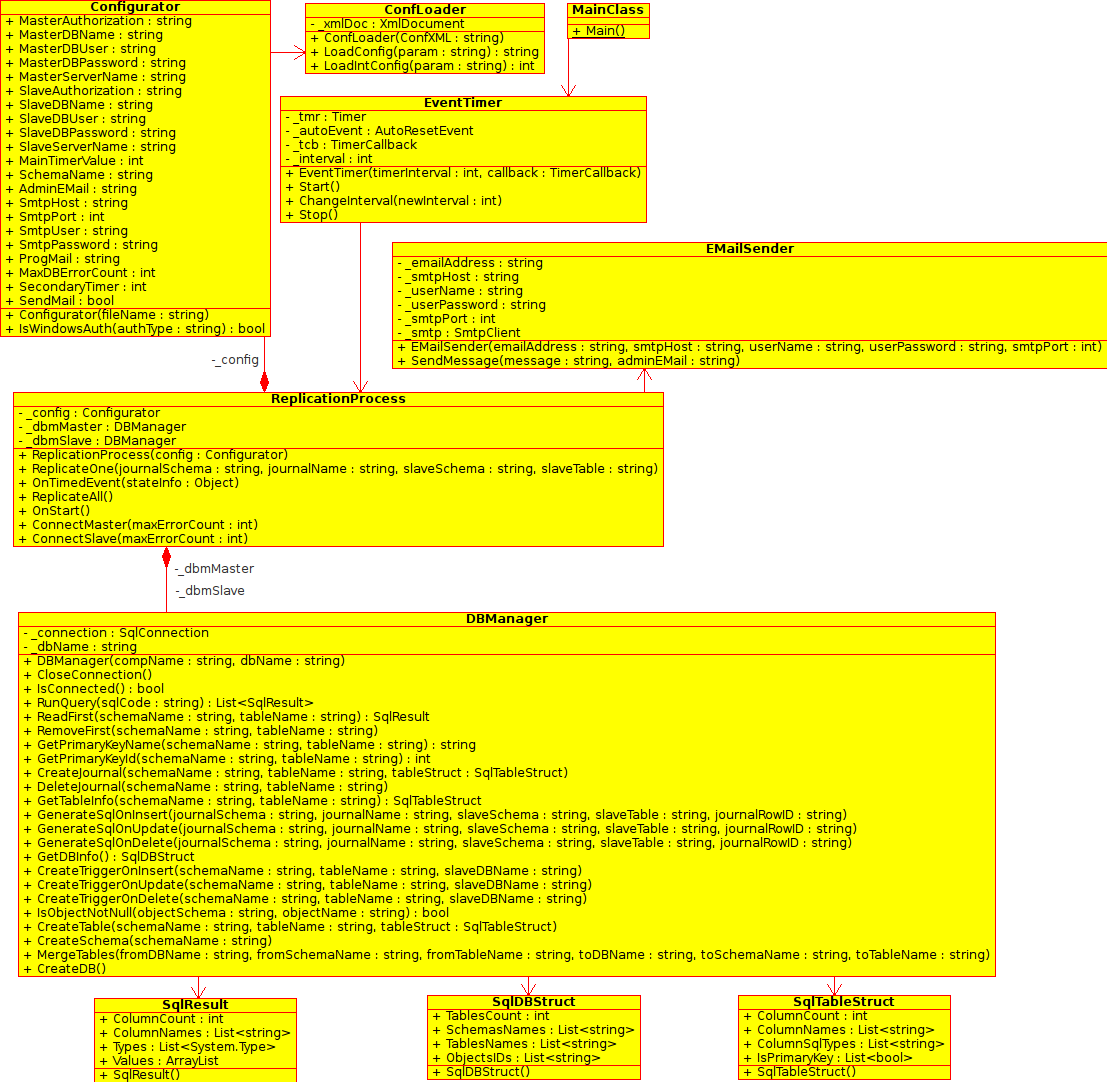 Configurator
+ MasterAuthorization : string
+ MasterDBName : string
+ MasterDBUser : string
+ MasterDBPassword : string
+ MasterServerName : string
+ SlaveAuthorization : string
+ SlaveDBName : string
+ SlaveDBUser : string
+ SlaveDBPassword : string
+ SlaveServerName : string
+ MainTimerValue : int
+ SchemaName : string
+ AdminEMail : string
+ SmtpHost : string
+ SmtpPort : int
+ SmtpUser : string
+ SmtpPassword : string
+ ProgMail : string
+ MaxDBErrorCount : int
+ SecondaryTimer : int
+ SendMail : bool
+ Configurator(fileName : string)
+ IsWindowsAuth(authType : string) : bool
ConfLoader
- _xmlDoc : XmlDocument
+ ConfLoader(ConfXML : string)
+ LoadConfig(param : string) : string
+ LoadIntConfig(param : string) : int
MainClass
+ Main()
EventTimer
- _tmr : Timer
- _autoEvent : AutoResetEvent
- _tcb : TimerCallback
- _interval : int
+ EventTimer(timerInterval : int, callback : TimerCallback)
+ Start()
+ ChangeInterval(newInterval : int)
+ Stop()
EMailSender
- _emailAddress : string
- _smtpHost : string
- _userName : string
- _userPassword : string
- _smtpPort : int
- _smtp : SmtpClient
+ EMailSender(emailAddress : string, smtpHost : string, userName : string, userPassword : string, smtpPort : int)
+ SendMessage(message : string, adminEMail : string)
-_config
ReplicationProcess
- _config : Configurator
- _dbmMaster : DBManager
- _dbmSlave : DBManager
+ ReplicationProcess(config : Configurator)
+ ReplicateOne(journalSchema : string, journalName : string, slaveSchema : string, slaveTable : string)
+ OnTimedEvent(stateInfo : Object)
+ ReplicateAll()
+ OnStart()
+ ConnectMaster(maxErrorCount : int)
+ ConnectSlave(maxErrorCount : int)
-_dbmMaster
-_dbmSlave
DBManager
- _connection : SqlConnection
- _dbName : string
+ DBManager(compName : string, dbName : string)
+ CloseConnection()
+ IsConnected() : bool
+ RunQuery(sqlCode : string) : List<SqlResult>
+ ReadFirst(schemaName : string, tableName : string) : SqlResult
+ RemoveFirst(schemaName : string, tableName : string)
+ GetPrimaryKeyName(schemaName : string, tableName : string) : string
+ GetPrimaryKeyId(schemaName : string, tableName : string) : int
+ CreateJournal(schemaName : string, tableName : string, tableStruct : SqlTableStruct)
+ DeleteJournal(schemaName : string, tableName : string)
+ GetTableInfo(schemaName : string, tableName : string) : SqlTableStruct
+ GenerateSqlOnInsert(journalSchema : string, journalName : string, slaveSchema : string, slaveTable : string, journalRowID : string)
+ GenerateSqlOnUpdate(journalSchema : string, journalName : string, slaveSchema : string, slaveTable : string, journalRowID : string)
+ GenerateSqlOnDelete(journalSchema : string, journalName : string, slaveSchema : string, slaveTable : string, journalRowID : string)
+ GetDBInfo() : SqlDBStruct
+ CreateTriggerOnInsert(schemaName : string, tableName : string, slaveDBName : string)
+ CreateTriggerOnUpdate(schemaName : string, tableName : string, slaveDBName : string)
+ CreateTriggerOnDelete(schemaName : string, tableName : string, slaveDBName : string)
+ IsObjectNotNull(objectSchema : string, objectName : string) : bool
+ CreateTable(schemaName : string, tableName : string, tableStruct : SqlTableStruct)
+ CreateSchema(schemaName : string)
+ MergeTables(fromDBName : string, fromSchemaName : string, fromTableName : string, toDBName : string, toSchemaName : string, toTableName : string)
+ CreateDB()
SqlResult
+ ColumnCount : int
+ ColumnNames : List<string>
+ Types : List<System.Type>
+ Values : ArrayList
+ SqlResult()
SqlDBStruct
+ TablesCount : int
+ SchemasNames : List<string>
+ TablesNames : List<string>
+ ObjectsIDs : List<string>
+ SqlDBStruct()
SqlTableStruct
+ ColumnCount : int
+ ColumnNames : List<string>
+ ColumnSqlTypes : List<string>
+ IsPrimaryKey : List<bool>
+ SqlTableStruct()